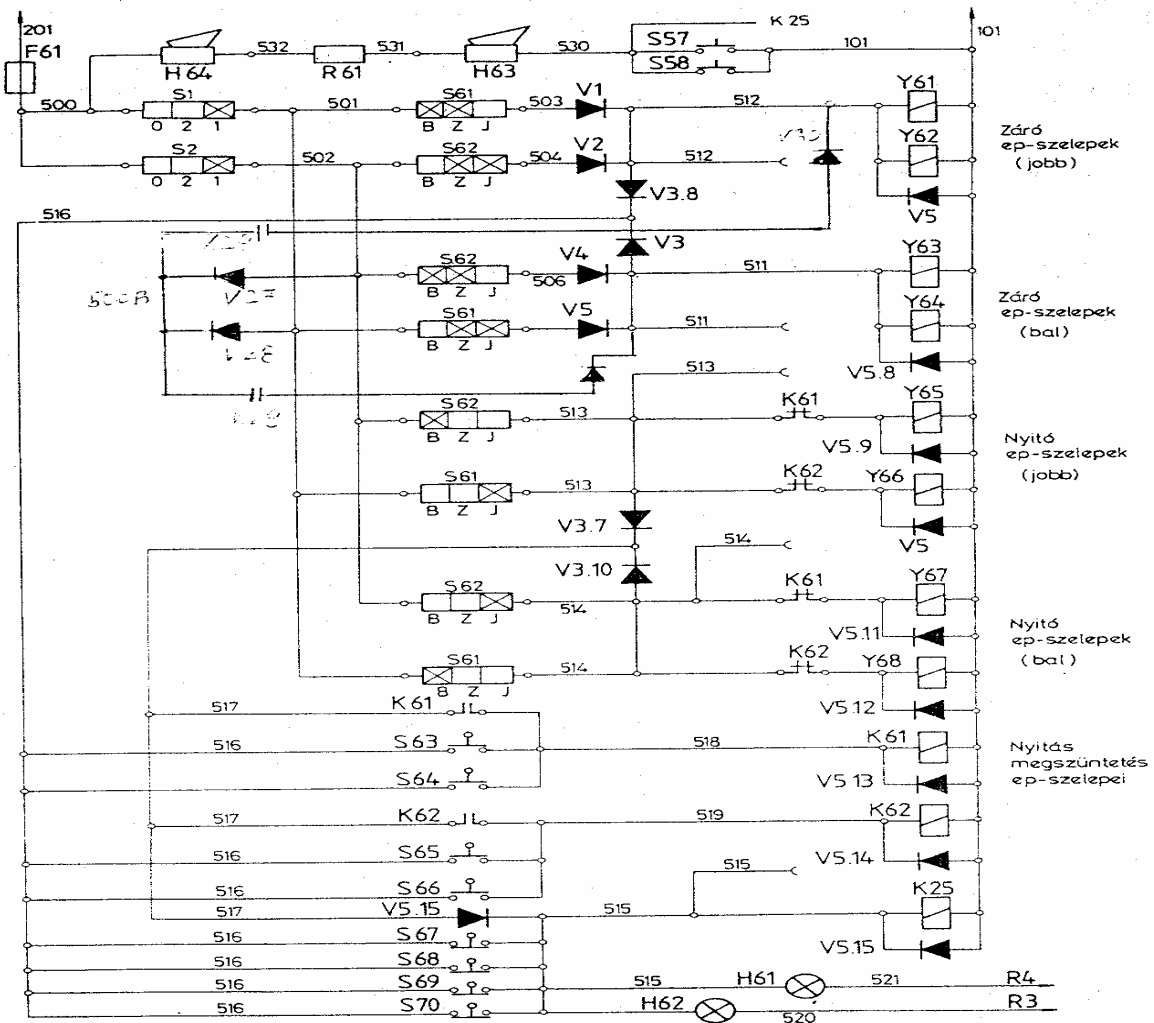 201
F61
532
531
530
K 25
S57
S58
101
101
H64
R61
H63
500
S1
0 2 1
501
S61
B Z J
503
V1
512
Y61
S2
0 2 1
502
S62
B Z J
504
V2
512
Y62
V5
Záró
ep-szelepek
(jobb)
V3.8
516
V3
S62
B Z J
506
V4
511
Y63
V27
500B
S61
B Z J
V5
511
Y64
V28
V5.8
Záró
ep-szelepek
(bal)
513
S62
B Z J
513
K61
Y65
V5.9
S61
B Z J
513
K62
Y66
V5
Nyitó
ep-szelepek
(jobb)
V3.7
V3.10
514
S62
B Z J
514
K61
Y67
V5.11
S61
B Z J
514
K62
Y68
V5.12
Nyitó
ep-szelepek
(bal)
517
K61
516
S63
518
K61
S64
V5.13
Nyitás
megszüntetés
ep-szelepei
517
K62
519
K62
516
S65
V5.14
516
S66
515
517
V5.15
515
K25
516
S67
V5.15
516
S68
516
S69
515
H61
521
R4
516
S70
H62
520
R3